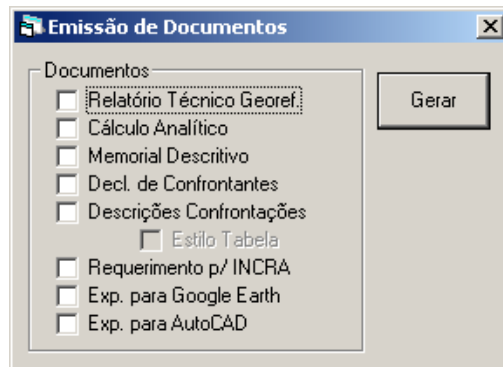 Emissão de Documentos
Documentos
Relatório Técnico Georef.
Gerar
Cálculo Analítico
Memorial Descritivo
Decl. de Confrontantes
Descrições Confrontações
Estilo Tabela
Requerimento p/ INCRA
Exp. para Google Earth
Exp. para AutoCAD